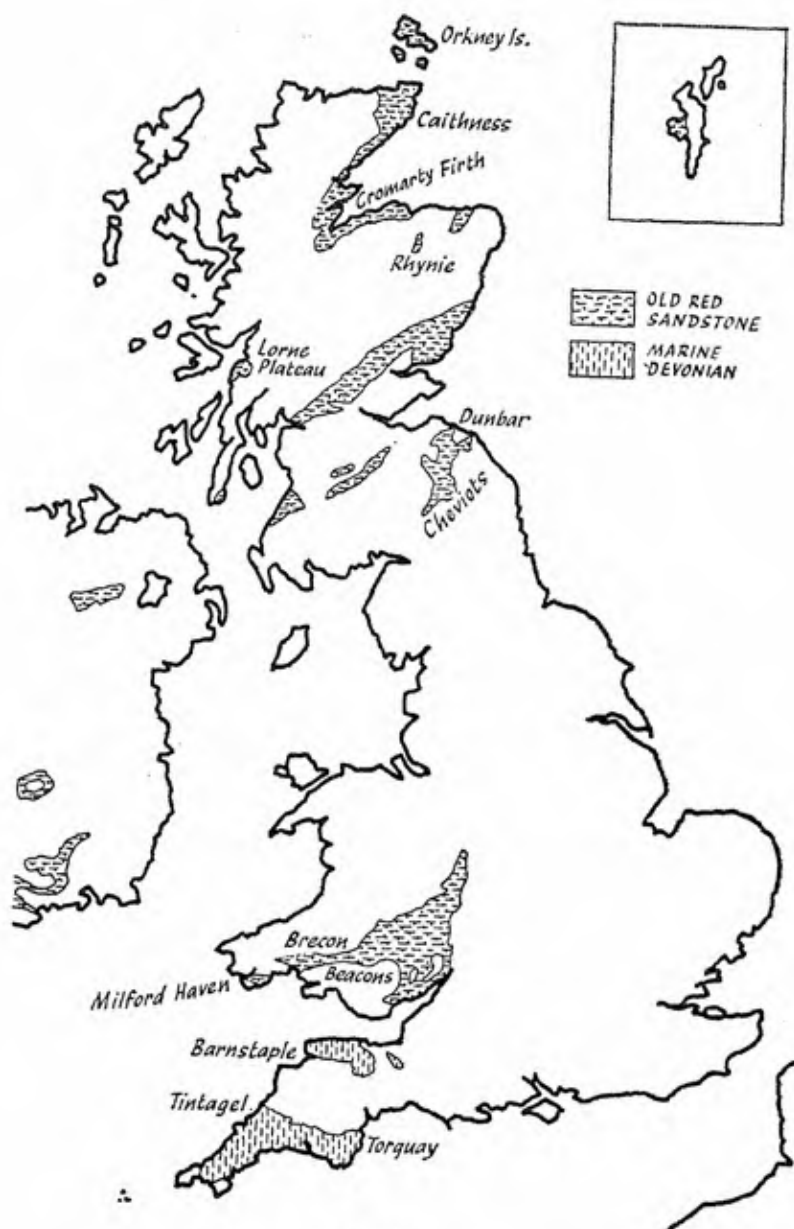 Orkney Is.
Caithness
Cromarty Firth
Rhynie
OLD RED
SANDSTONE
MARINE
DEVONIAN
Lorne
Plateau
Dunbar
Cheviots
Brecon
Beacons
Milford Haven
Barnstaple
Tintagel
Torquay